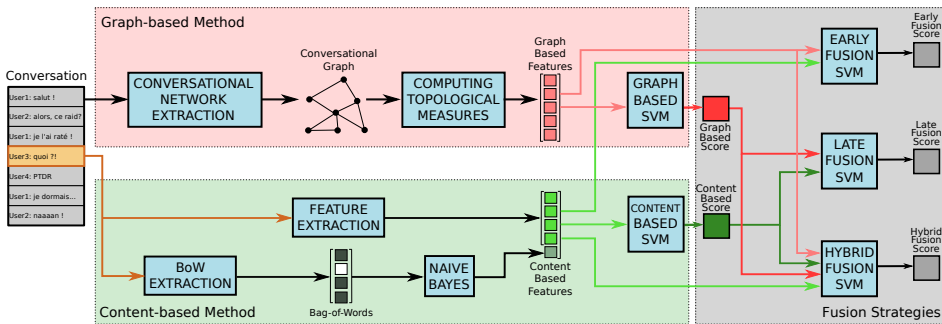 Graph-based Method
Conversation
User1: salut !
User2: alors, ce raid?
User1: je l'ai raté !
User3: quoi ?!
User4: PTDR
User1: je dormais...
User2: naaaan !
CONVERSATIONAL
NETWORK
EXTRACTION
Conversational
Graph
COMPUTING
TOPOLOGICAL
MEASURES
Graph
Based
Features
GRAPH
BASED
SVM
Graph
Based
Score
FEATURE
EXTRACTION
BoW
EXTRACTION
Bag-of-Words
NAIVE
BAYES
Content
Based
Features
CONTENT
BASED
SVM
Content
Based
Score
Content-based Method
EARLY
FUSION
SVM
Early
Fusion
Score
LATE
FUSION
SVM
Late
Fusion
Score
HYBRID
FUSION
SVM
Hybrid
Fusion
Score
Fusion Strategies